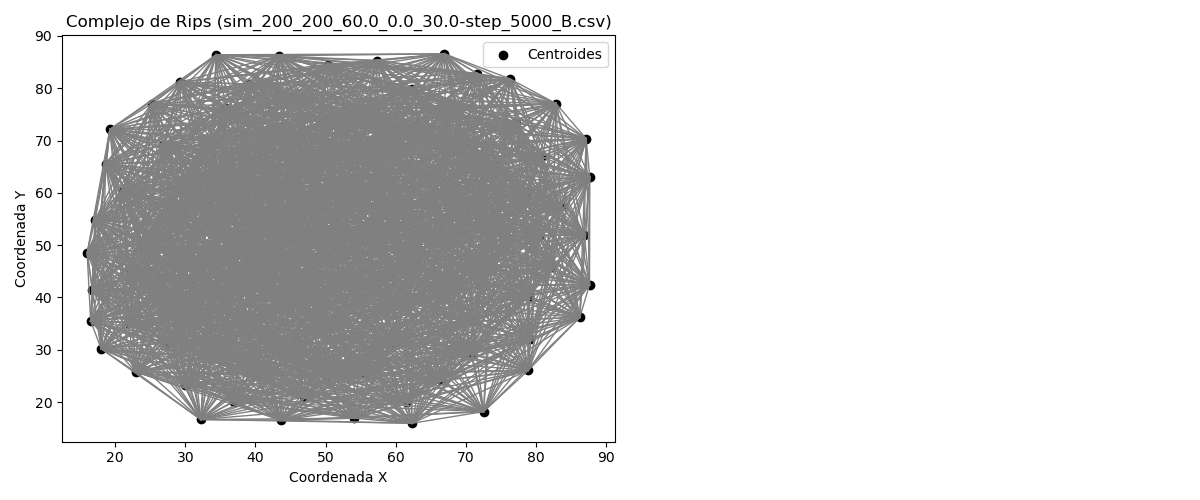 Complejo de Rips (sim_200_200_60.0_0.0_30.0-step_5000_B.csv)
Centroides
Coordenada Y
90
80
70
60
50
40
30
20
20 30 40 50 60 70 80 90
Coordenada X